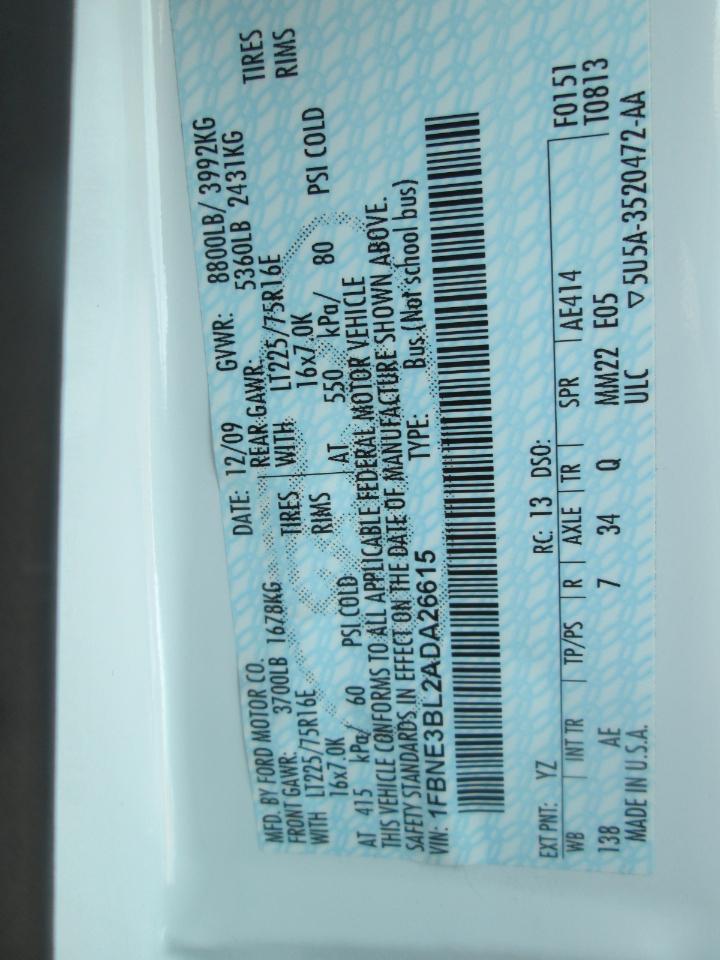 MFD. BY FORD MOTOR CO. DATE: 12/09 GVWR: 8800LB/ 3992KG
FRONT GAWR: 3700LB 1678KG REAR GAWR: 5360LB 2431KG
LT225/75R16E TIRES LT225/75R16E TIRES
WITH 16x7.0K RIMS WITH 16x7.0K RIMS
AT 415 kPa/ 60 PSI COLD AT 550 kPa/ 80 PSI COLD
THIS VEHICLE CONFORMS TO ALL APPLICABLE FEDERAL MOTOR VEHICLE
SAFETY STANDARDS IN EFFECT ON THE DATE OF MANUFACTURE SHOWN ABOVE.
VIN: 1FBNE3BL2ADA26615 TYPE: Bus (Not school bus)
EXT PNT: YZ RC: 13 DSO: F0151
WB INT TR TP/PS R AXLE TR SPR AE414 T0813
138 AE 7 34 Q MM22 E05
MADE IN U.S.A. ULC ▽5U5A-3520472-AA